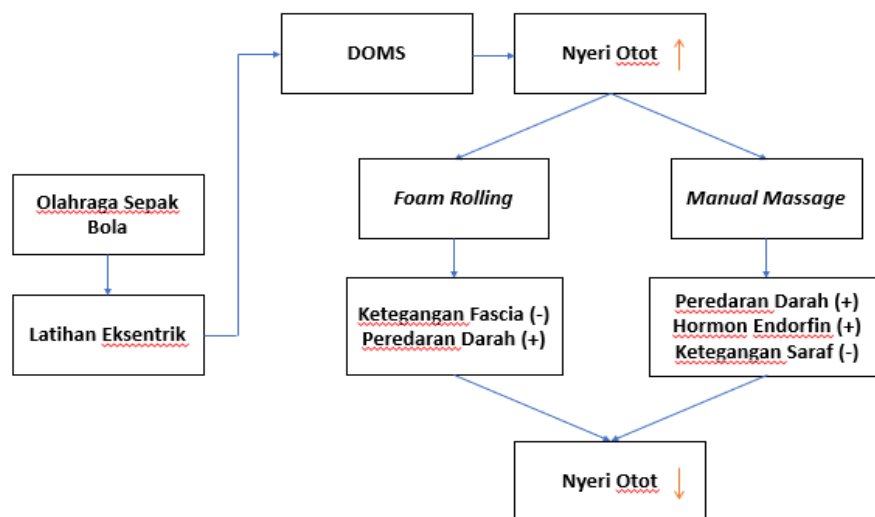 DOMS
Nyeri Otot
Olahraga Sepak
Bola
Foam Rolling
Manual Massage
Latihan Eksentrik
Ketegangan Fascia (-)
Peredaran Darah (+)
Peredaran Darah (+)
Hormon Endorfin (+)
Ketegangan Saraf (-)
Nyeri Otot